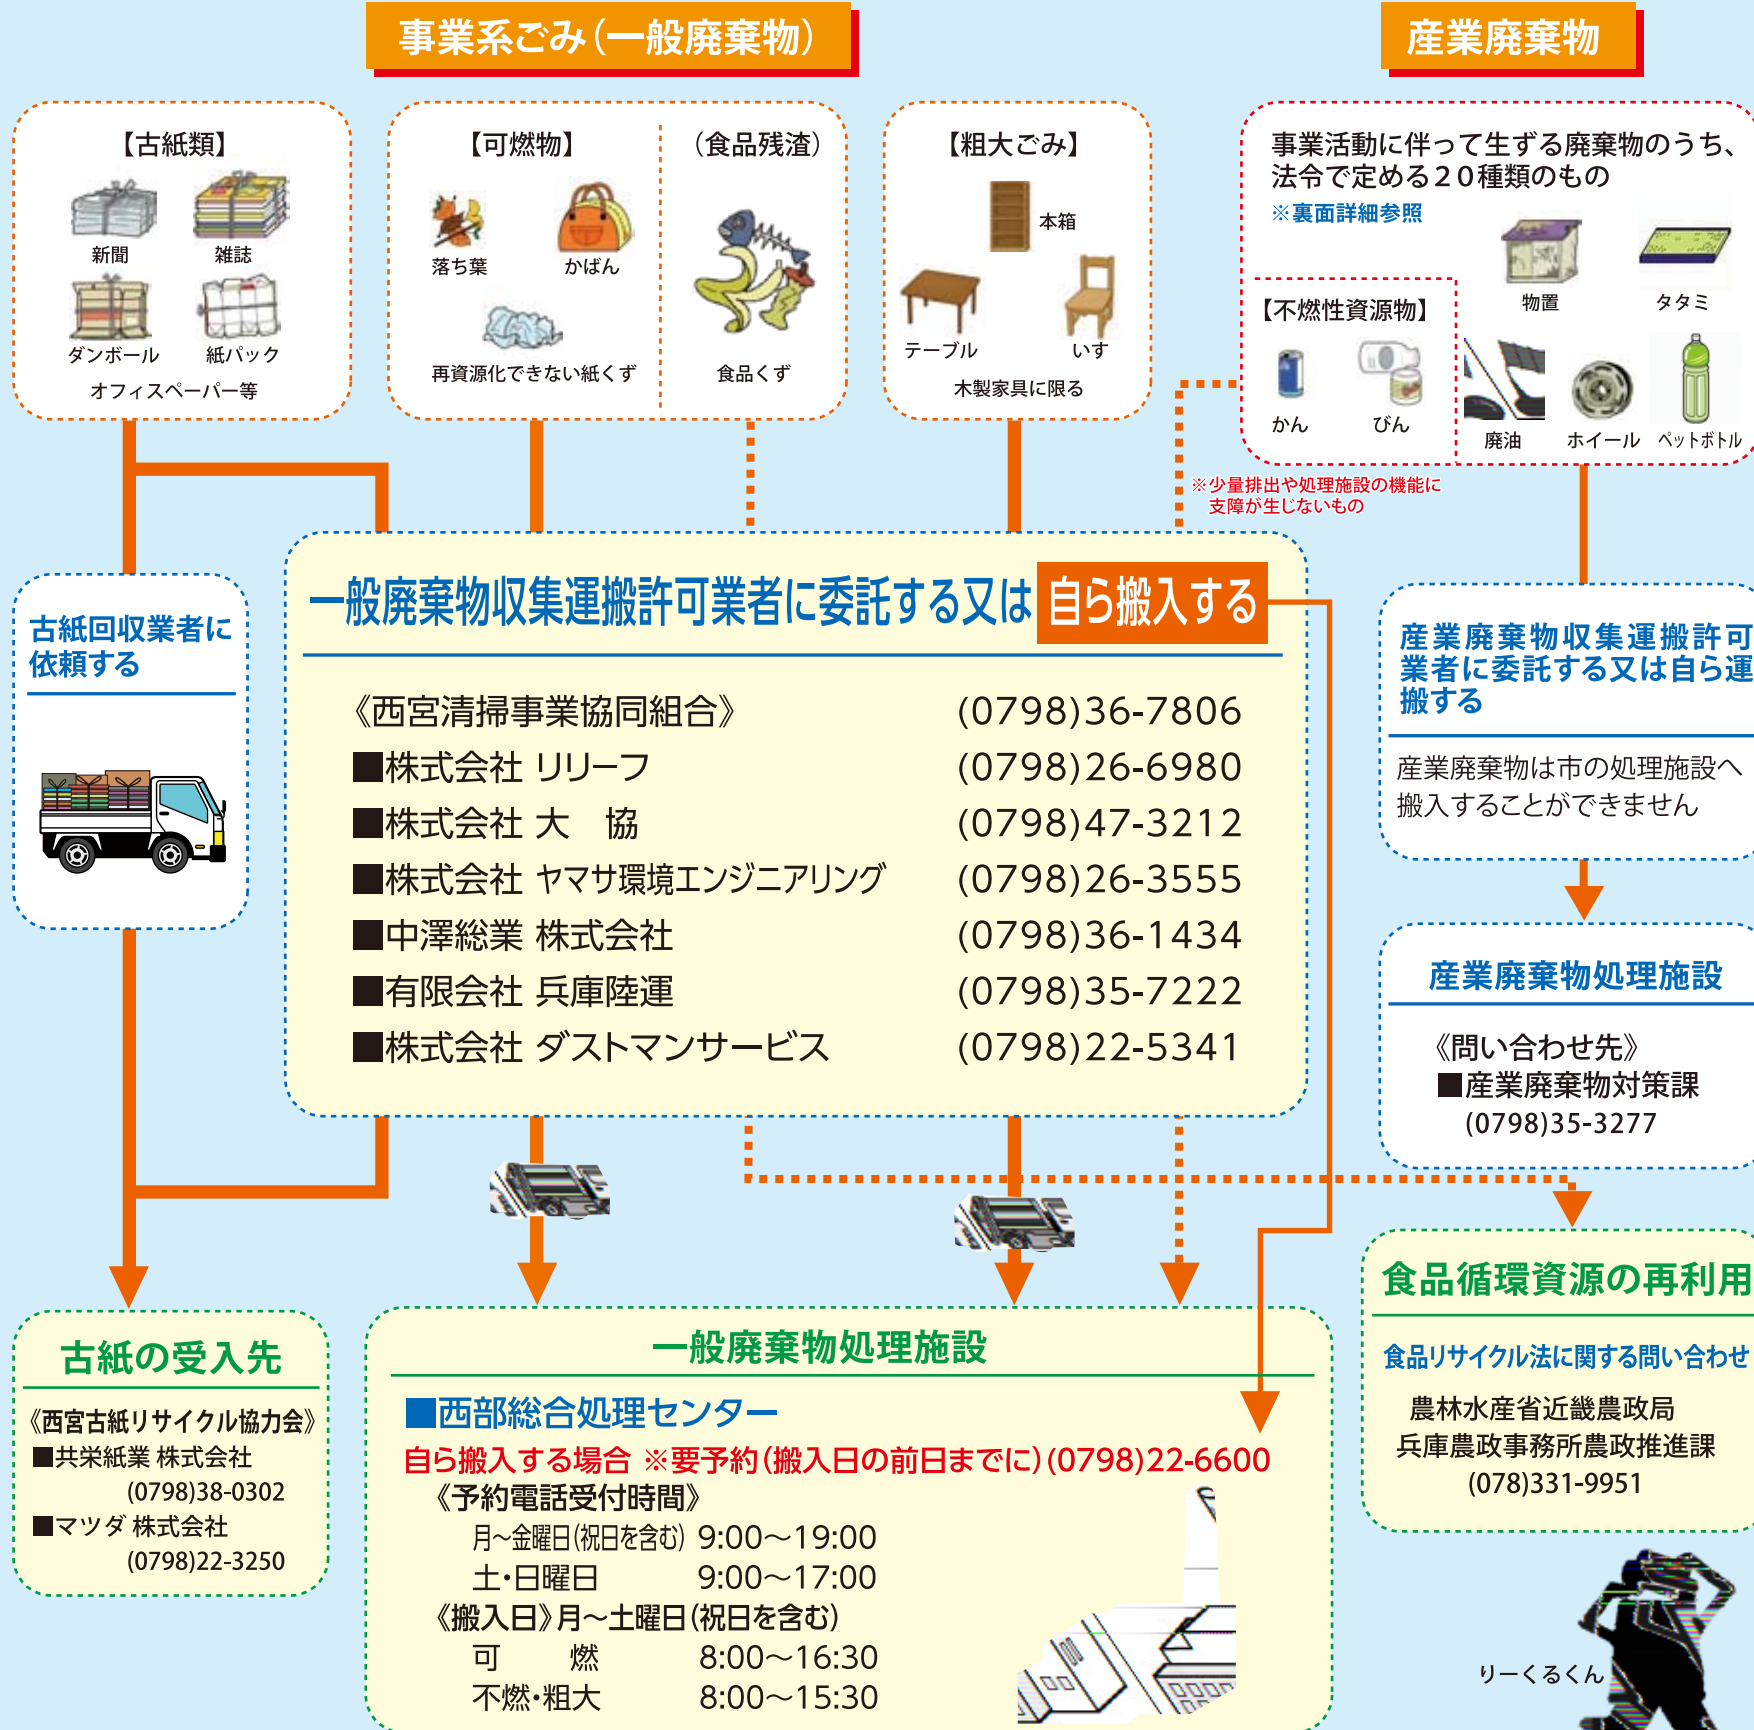 事業系ごみ(一般廃棄物)
産業廃棄物
【古紙類】
新聞
雑誌
ダンボール
紙パック
オフィスペーパー等
【可燃物】
落ち葉
かばん
再資源化できない紙くず
(食品残渣)
食品くず
【粗大ごみ】
本箱
テーブル
いす
木製家具に限る
事業活動に伴って生ずる廃棄物のうち、
法令で定める20種類のもの
※裏面詳細参照
物置
タタミ
【不燃性資源物】
かん
びん
廃油
ホイール
ペットボトル
※少量排出や処理施設の機能に
支障が生じないもの
古紙回収業者に
依頼する
一般廃棄物収集運搬許可業者に委託する又は 自ら搬入する
《西宮清掃事業協同組合》 (0798)36-7806
■株式会社 リリーフ (0798)26-6980
■株式会社 大　協 (0798)47-3212
■株式会社 ヤマサ環境エンジニアリング (0798)26-3555
■中澤総業 株式会社 (0798)36-1434
■有限会社 兵庫陸運 (0798)35-7222
■株式会社 ダストマンサービス (0798)22-5341
産業廃棄物収集運搬許可
業者に委託する又は自ら運
搬する
産業廃棄物は市の処理施設へ
搬入することができません
産業廃棄物処理施設
《問い合わせ先》
■産業廃棄物対策課
(0798)35-3277
古紙の受入先
《西宮古紙リサイクル協力会》
■共栄紙業 株式会社
(0798)38-0302
■マツダ 株式会社
(0798)22-3250
一般廃棄物処理施設
■西部総合処理センター
自ら搬入する場合 ※要予約(搬入日の前日までに)(0798)22-6600
《予約電話受付時間》
月〜金曜日(祝日を含む) 9:00〜19:00
土・日曜日 9:00〜17:00
《搬入日》月〜土曜日(祝日を含む)
可　燃 8:00〜16:30
不燃・粗大 8:00〜15:30
食品循環資源の再利用
食品リサイクル法に関する問い合わせ
農林水産省近畿農政局
兵庫農政事務所農政推進課
(078)331-9951
りーくるくん